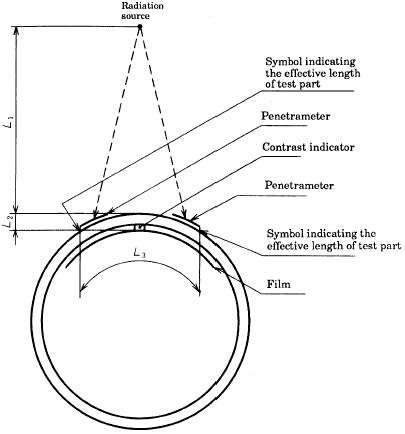 Radiation
source
Symbol indicating
the effective length
of test part
Penetrameter
Contrast indicator
Penetrameter
Symbol indicating the
effective length of test part
Film
L₁
L₂
L₃